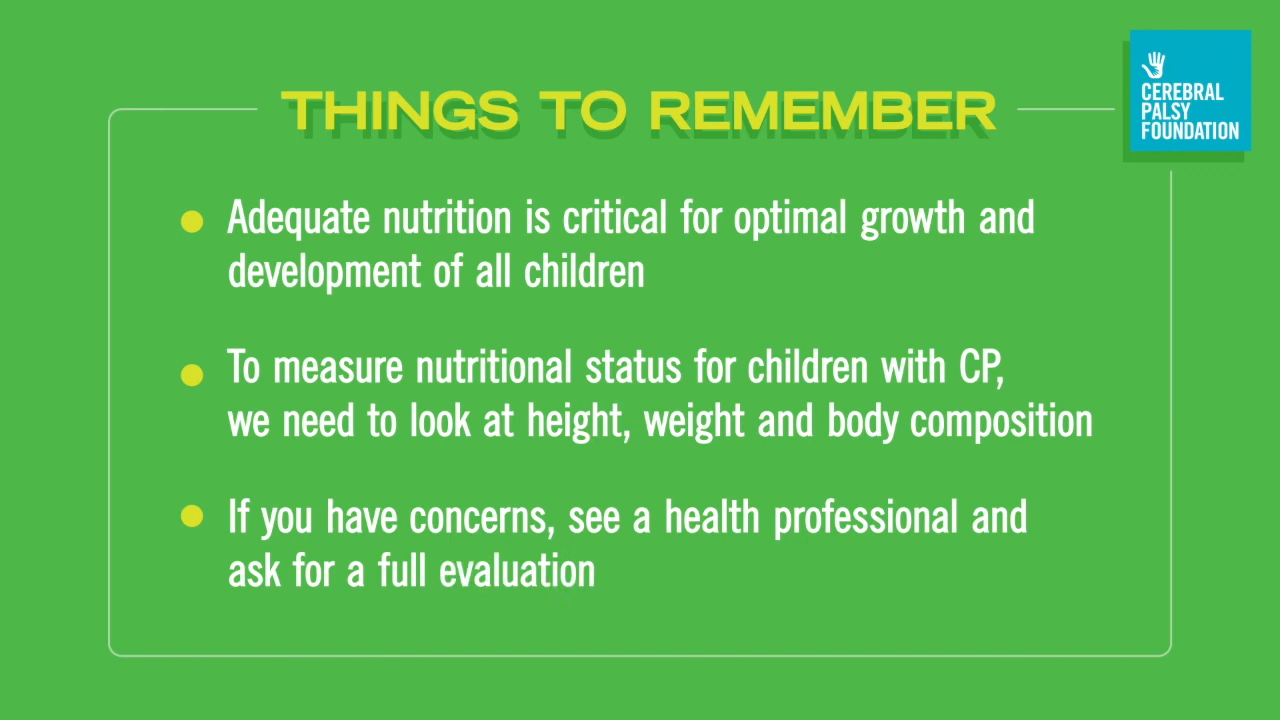 THINGS TO REMEMBER
CEREBRAL
PALSY
FOUNDATION
Adequate nutrition is critical for optimal growth and
development of all children
To measure nutritional status for children with CP,
we need to look at height, weight and body composition
If you have concerns, see a health professional and
ask for a full evaluation